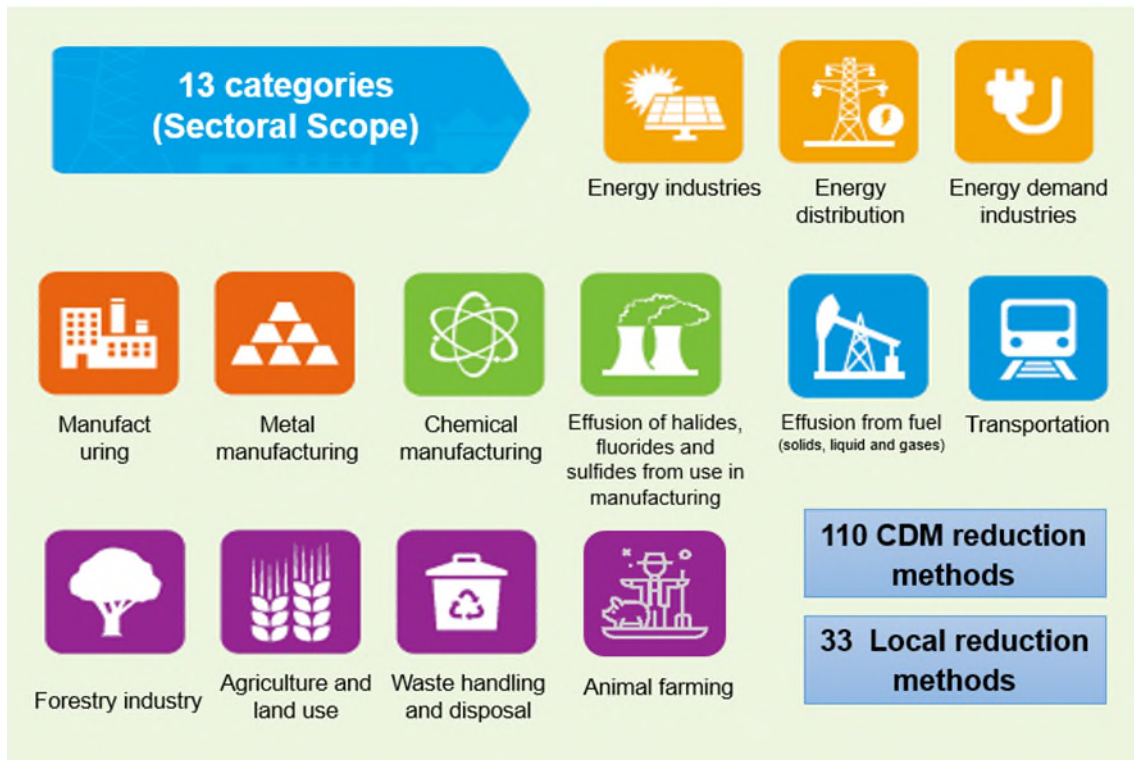 13 categories
(Sectoral Scope)
Energy industries
Energy
distribution
Energy demand
industries
Manufact
uring
Metal
manufacturing
Chemical
manufacturing
Effusion of halides,
fluorides and
sulfides from use in
manufacturing
Effusion from fuel
(solids, liquid and gases)
Transportation
110 CDM reduction
methods
33 Local reduction
methods
Forestry industry
Agriculture and
land use
Waste handling
and disposal
Animal farming